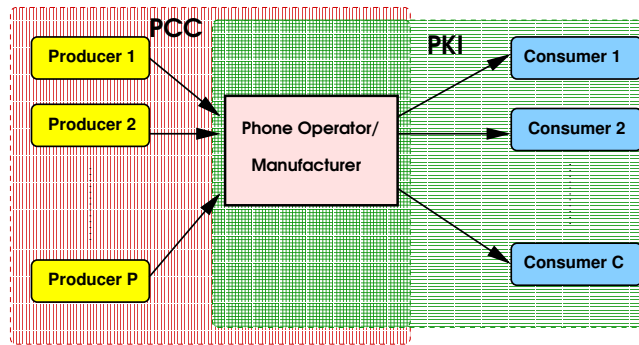 PCC
PKI
Producer 1
Producer 2
Producer P
Phone Operator/
Manufacturer
Consumer 1
Consumer 2
Consumer C